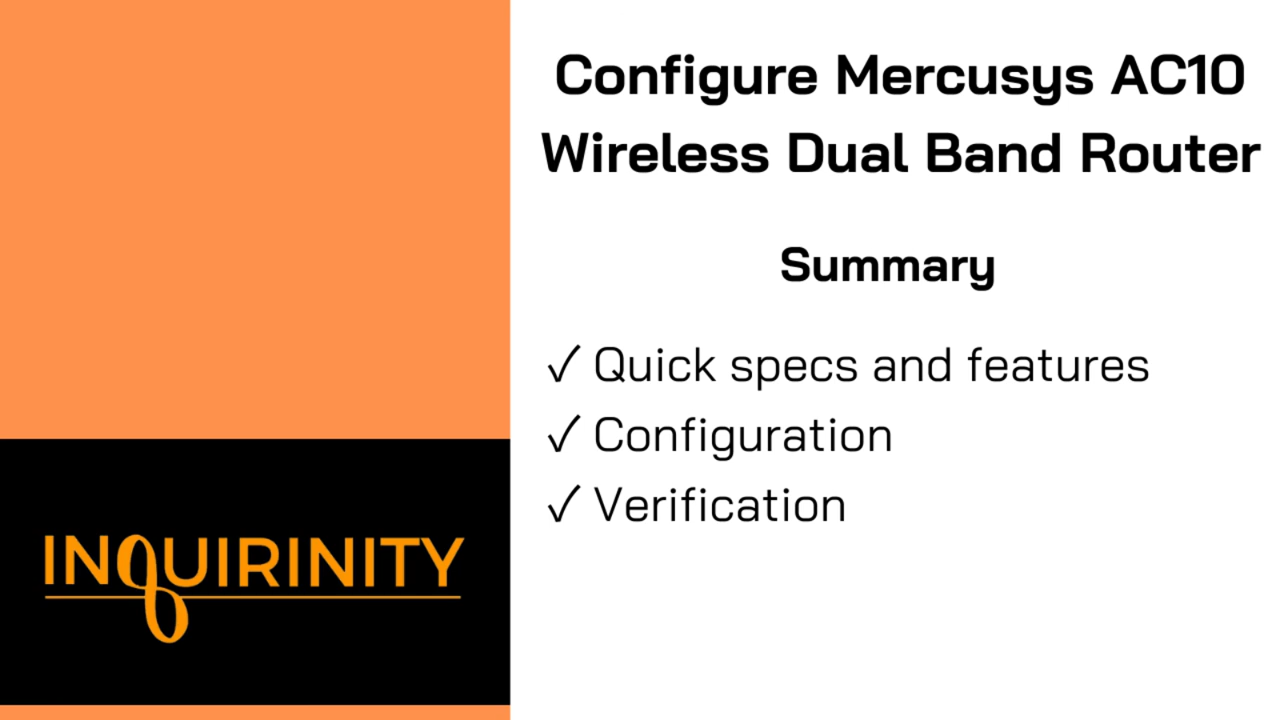 Configure Mercusys AC10
Wireless Dual Band Router
Summary
✓ Quick specs and features
✓ Configuration
✓ Verification
INQUIRINITY